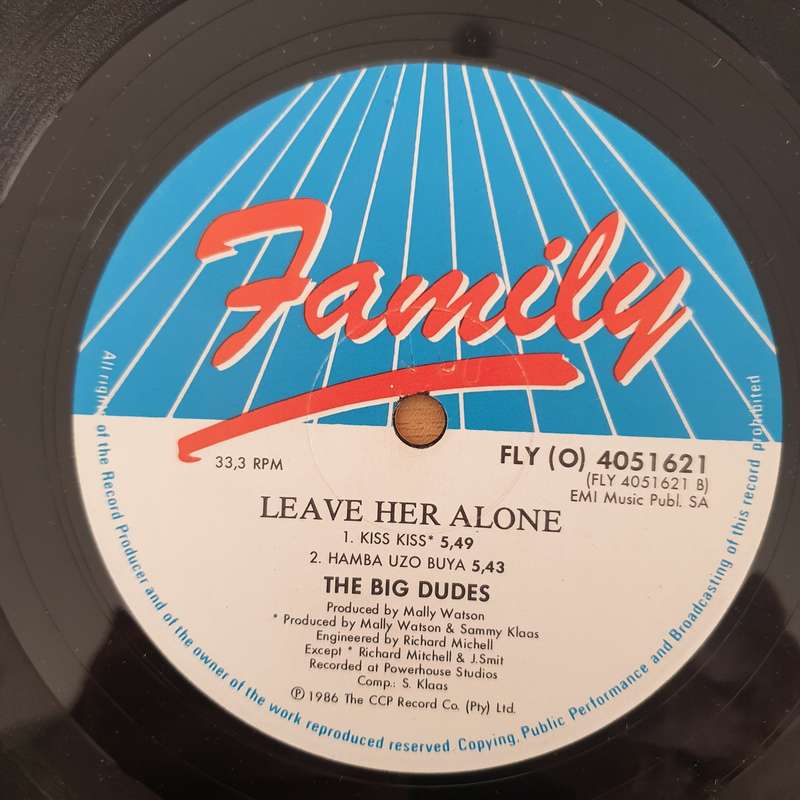 Family
33,3 RPM
FLY (O) 4051621
(FLY 4051621 B)
EMI Music Publ. SA
LEAVE HER ALONE
1. KISS KISS* 5,49
2. HAMBA UZO BUYA 5,43
THE BIG DUDES
Produced by Mally Watson
* Produced by Mally Watson & Sammy Klaas
Engineered by Richard Michell
Except * Richard Mitchell & J.Smit
Recorded at Powerhouse Studios
Comp.: S. Klaas
Ⓟ 1986 The CCP Record Co. (Pty) Ltd.
All rights of the Record Producer and of the owner of the work reproduced reserved. Copying, Public Performance and Broadcasting of this record prohibited